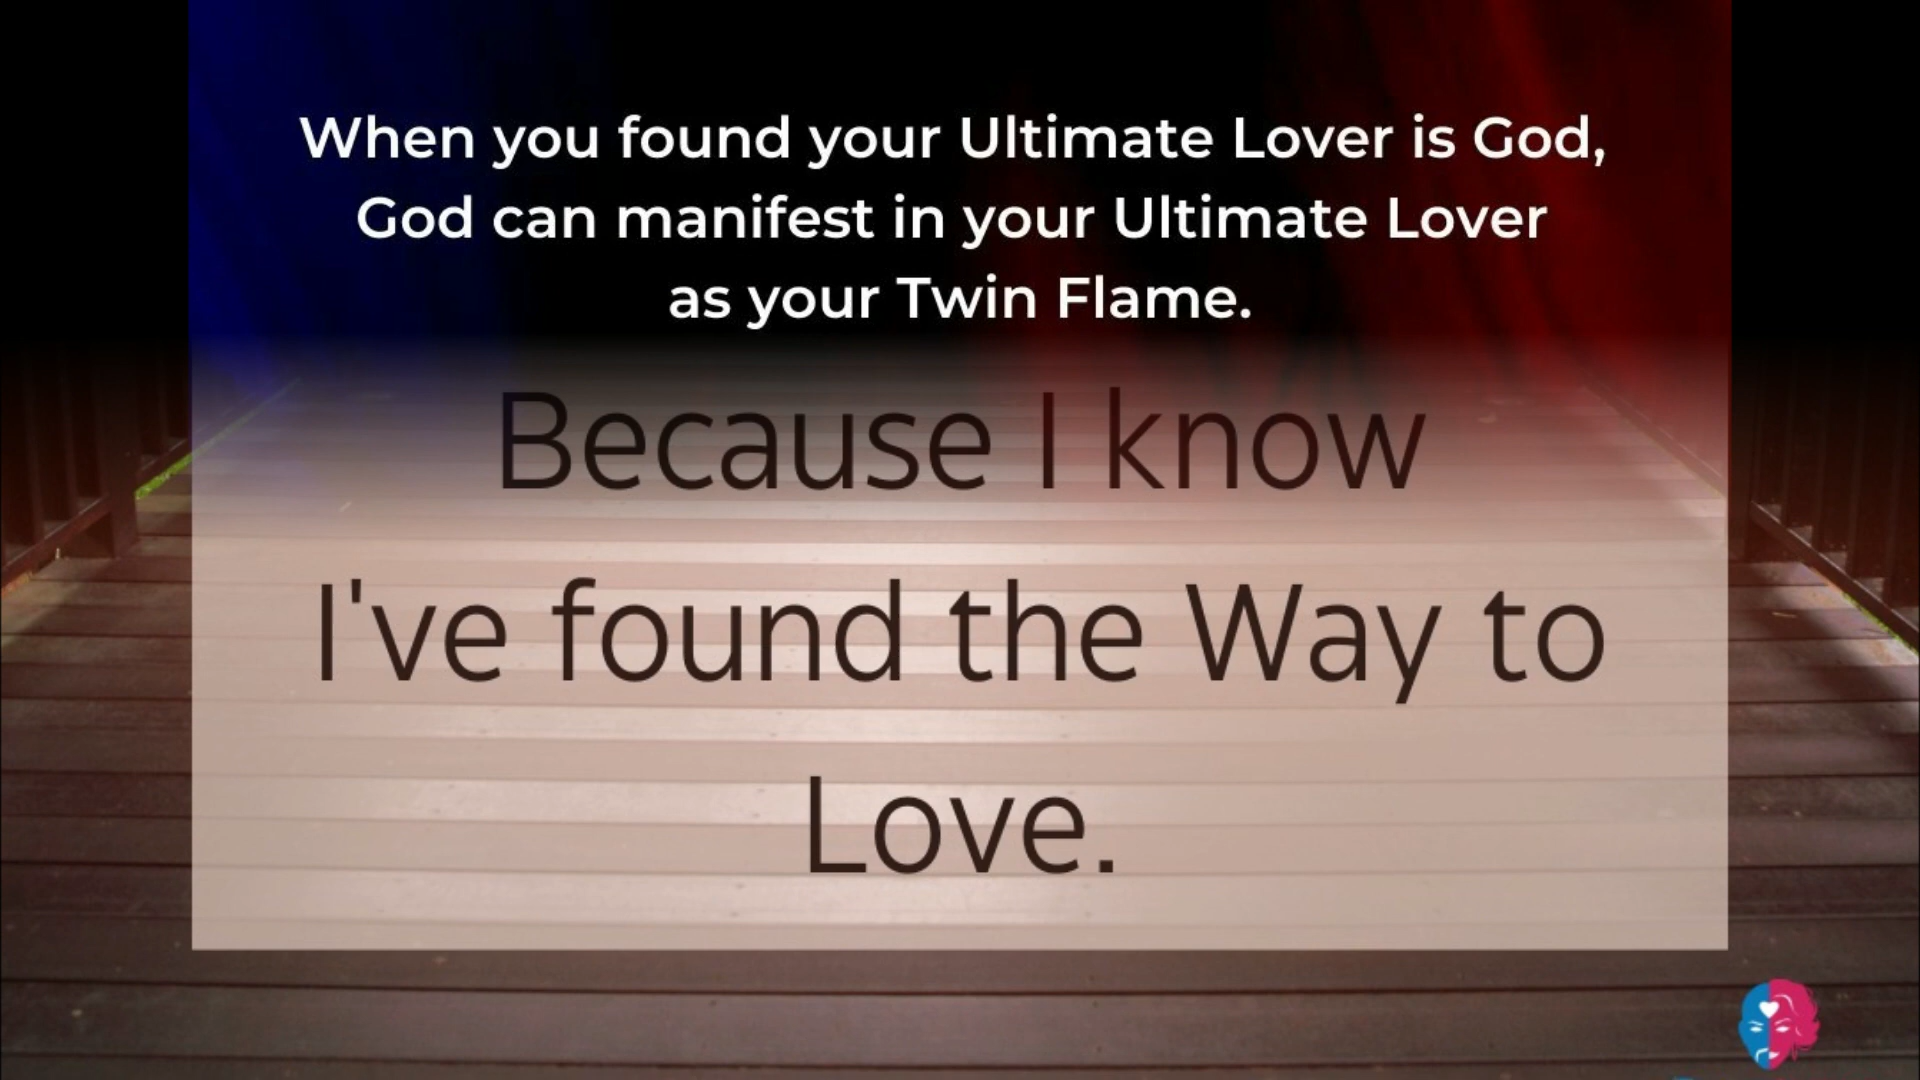 When you found your Ultimate Lover is God,
God can manifest in your Ultimate Lover
as your Twin Flame.
Because I know
I've found the Way to
Love.